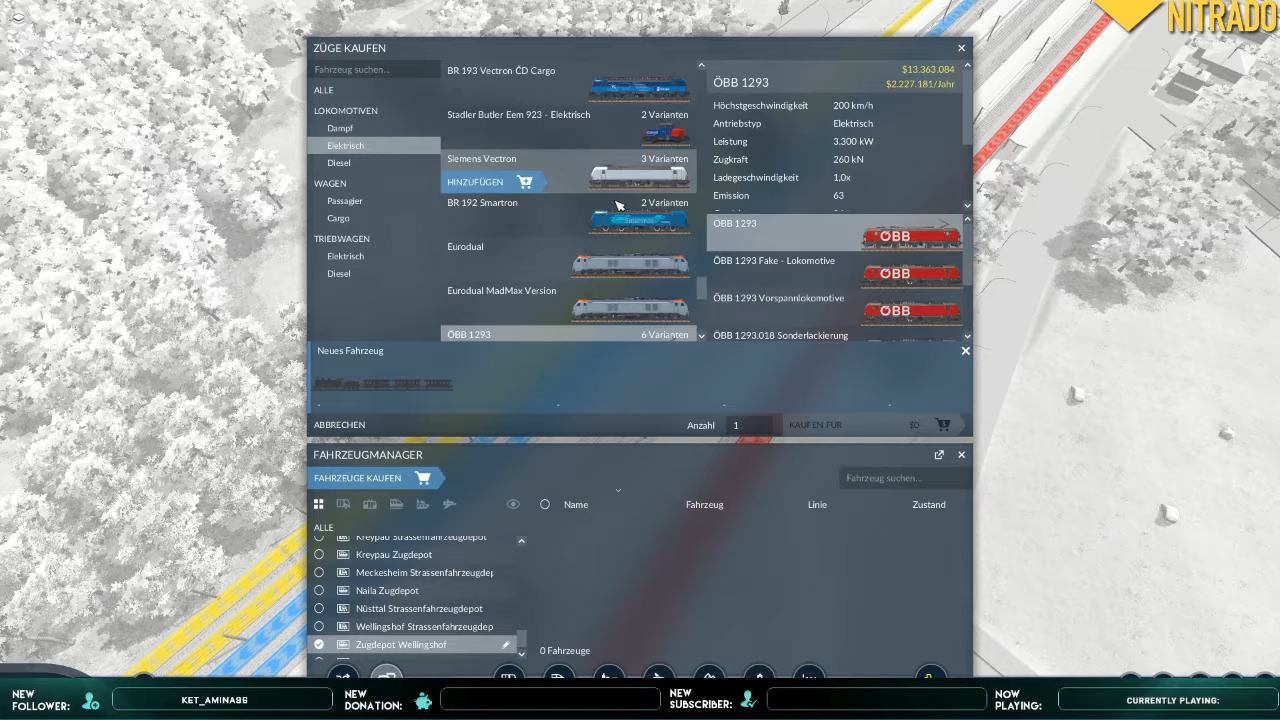 NITRADO
ZÜGE KAUFEN
Fahrzeug suchen...
ALLE
LOKOMOTIVEN
Dampf
Elektrisch
Diesel
WAGEN
Passagier
Cargo
TRIEBWAGEN
Elektrisch
Diesel
BR 193 Vectron ČD Cargo
Stadler Butler Eem 923 - Elektrisch 2 Varianten
Siemens Vectron 3 Varianten
HINZUFÜGEN
BR 192 Smartron 2 Varianten
Eurodual
Eurodual MadMax Version
ÖBB 1293 6 Varianten
ÖBB 1293
$13.363.084
$2.227.181/Jahr
Höchstgeschwindigkeit 200 km/h
Antriebstyp Elektrisch
Leistung 3.300 kW
Zugkraft 260 kN
Ladegeschwindigkeit 1,0x
Emission 63
ÖBB 1293
ÖBB
ÖBB 1293 Fake - Lokomotive
ÖBB
ÖBB 1293 Vorspannlokomotive
ÖBB
ÖBB 1293.018 Sonderlackierung
Neues Fahrzeug
ABBRECHEN
Anzahl 1
KAUFEN FÜR $0
FAHRZEUGMANAGER
FAHRZEUGE KAUFEN
Fahrzeug suchen...
Name Fahrzeug Linie Zustand
ALLE
Kreypau Strassenfahrzeugdepot
Kreypau Zugdepot
Meckesheim Strassenfahrzeugdep
Naila Zugdepot
Nüsttal Strassenfahrzeugdepot
Wellingshof Strassenfahrzeugdep
Zugdepot Wellingshof
0 Fahrzeuge
NEW FOLLOWER: KET_AMINA88
NEW DONATION:
NEW SUBSCRIBER:
NOW PLAYING: CURRENTLY PLAYING: